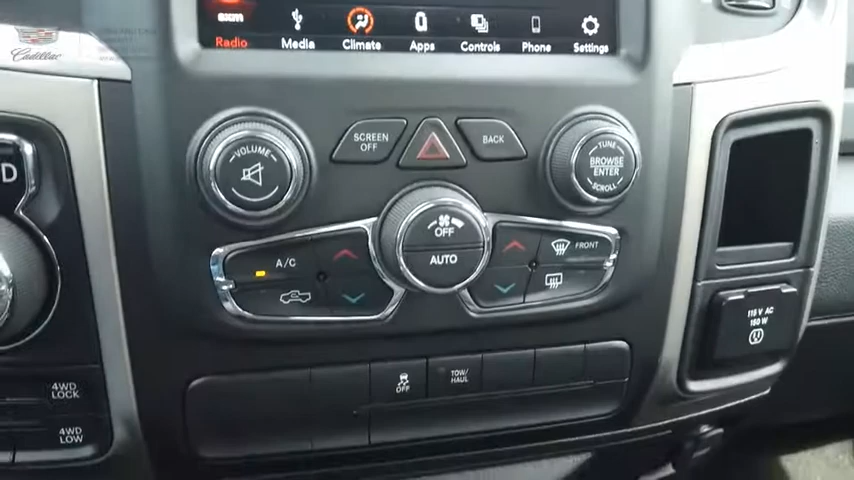 8XM
Radio
Media
Climate
Apps
Controls
Phone
Settings
Cadillac
VOLUME
SCREEN
OFF
BACK
TUNE
BROWSE
ENTER
SCROLL
D
OFF
AUTO
A/C
FRONT
115 V AC
150 W
OFF
TOW/
HAUL
4WD
LOCK
4WD
LOW